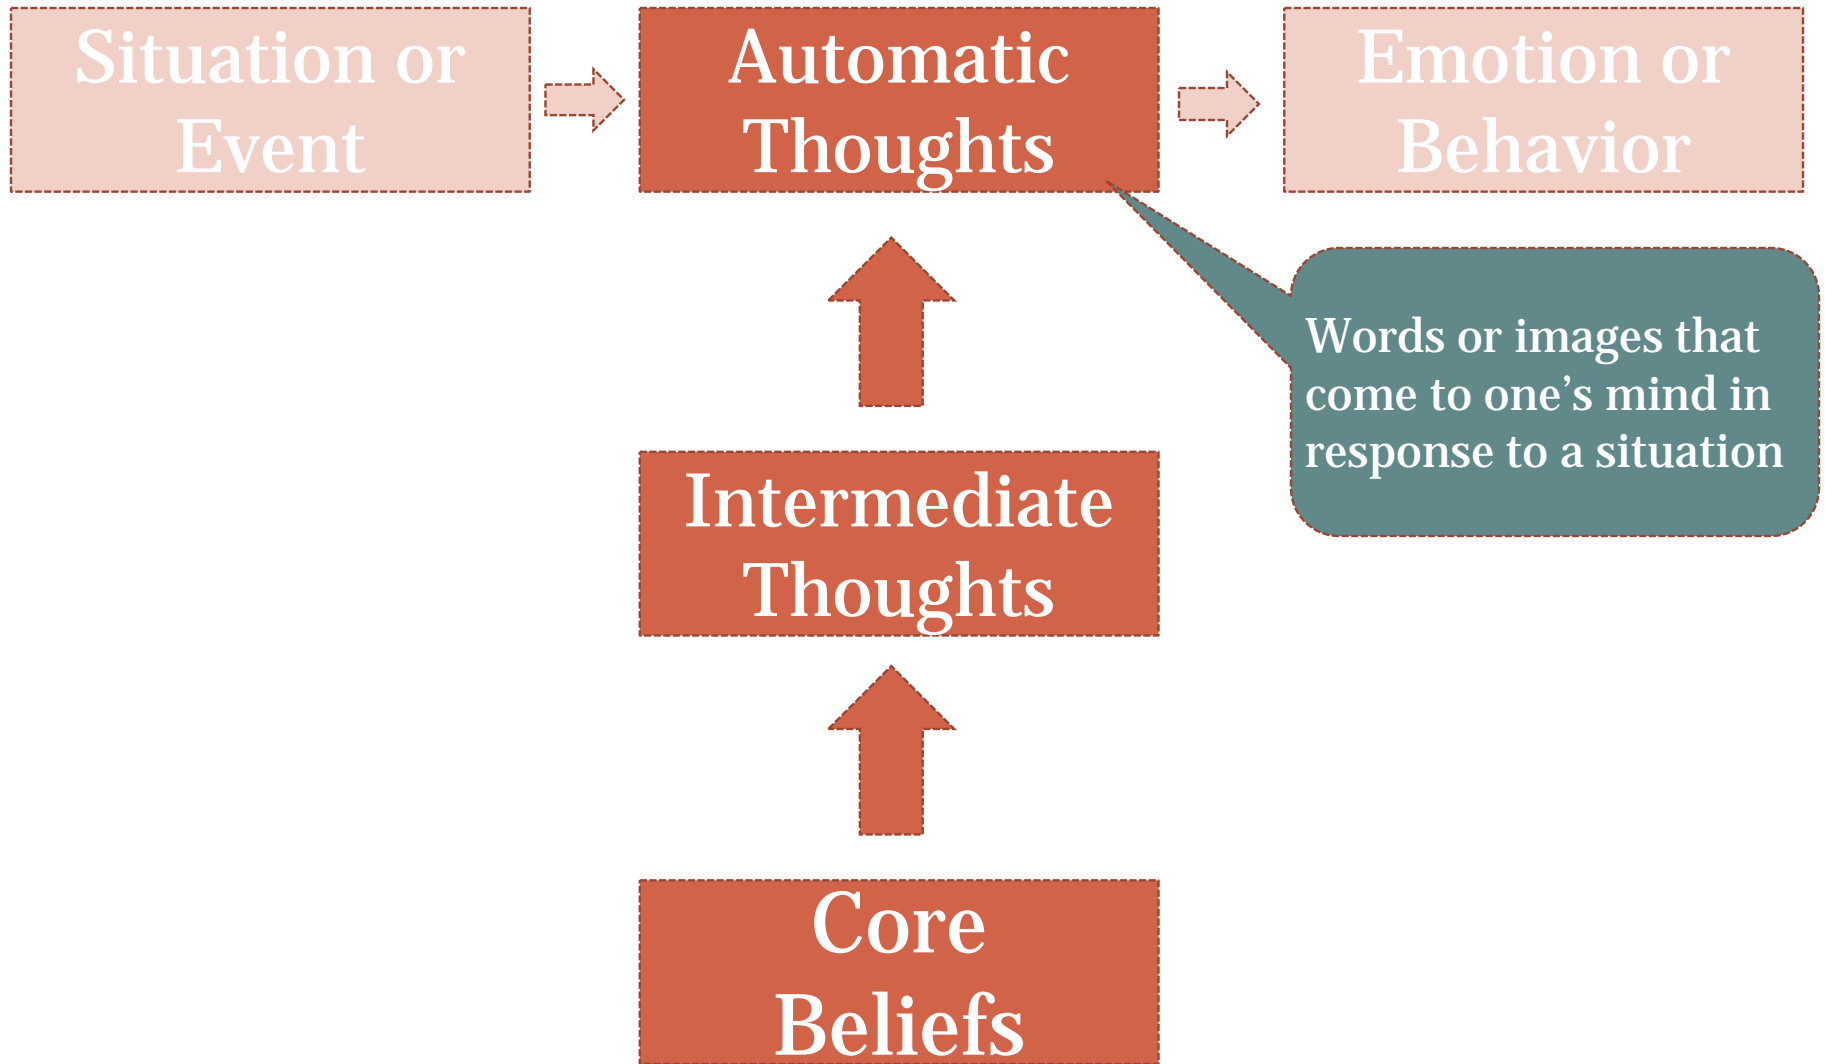 Situation or
Event
Automatic
Thoughts
Emotion or
Behavior
Words or images that
come to one’s mind in
response to a situation
Intermediate
Thoughts
Core
Beliefs